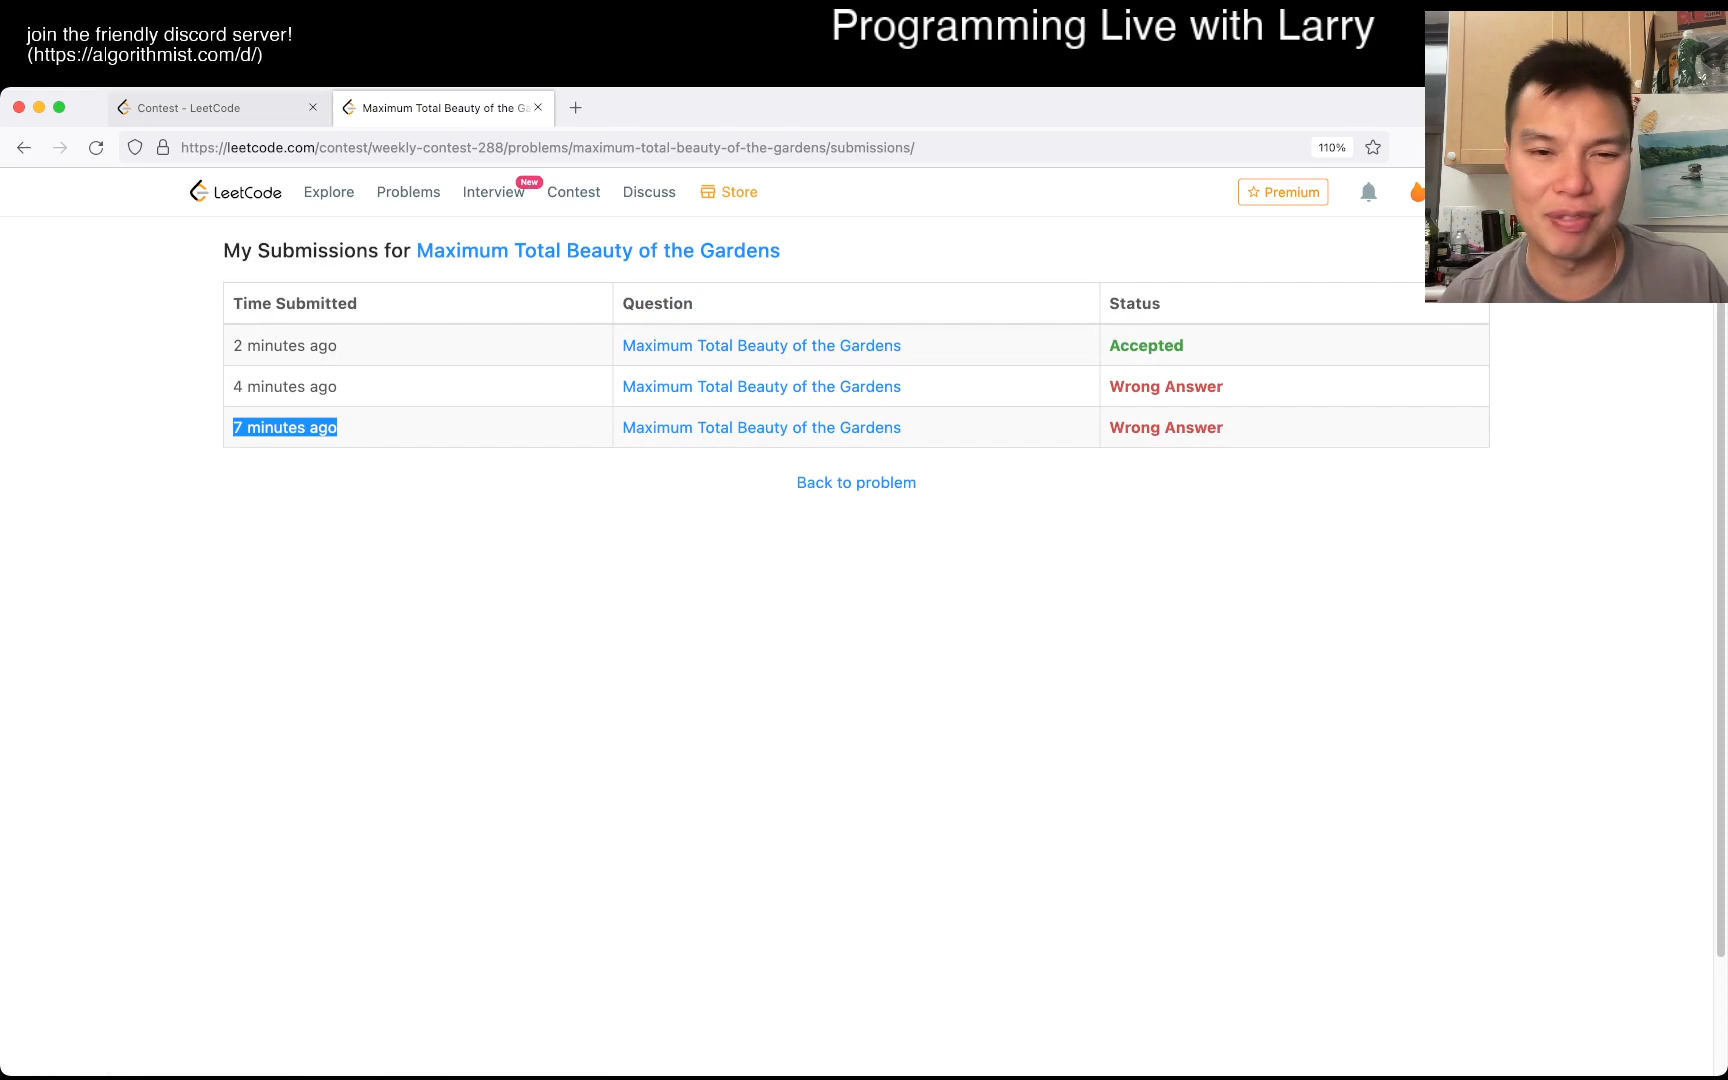 join the friendly discord server!
(https://algorithmist.com/d/)
Programming Live with Larry
Contest - LeetCode
Maximum Total Beauty of the Ga
https://leetcode.com/contest/weekly-contest-288/problems/maximum-total-beauty-of-the-gardens/submissions/
110%
LeetCode
Explore
Problems
Interview
New
Contest
Discuss
Store
Premium
My Submissions for Maximum Total Beauty of the Gardens
Time Submitted Question Status
2 minutes ago Maximum Total Beauty of the Gardens Accepted
4 minutes ago Maximum Total Beauty of the Gardens Wrong Answer
7 minutes ago Maximum Total Beauty of the Gardens Wrong Answer
Back to problem